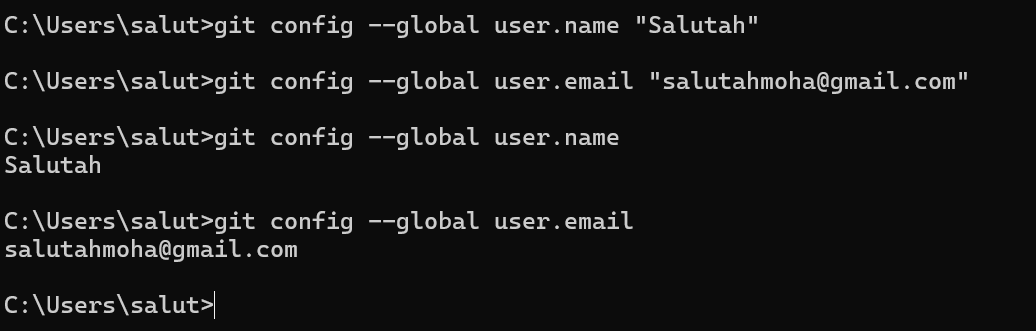 C:\Users\salut>git config --global user.name "Salutah"
C:\Users\salut>git config --global user.email "salutahmoha@gmail.com"
C:\Users\salut>git config --global user.name
Salutah
C:\Users\salut>git config --global user.email
salutahmoha@gmail.com
C:\Users\salut>